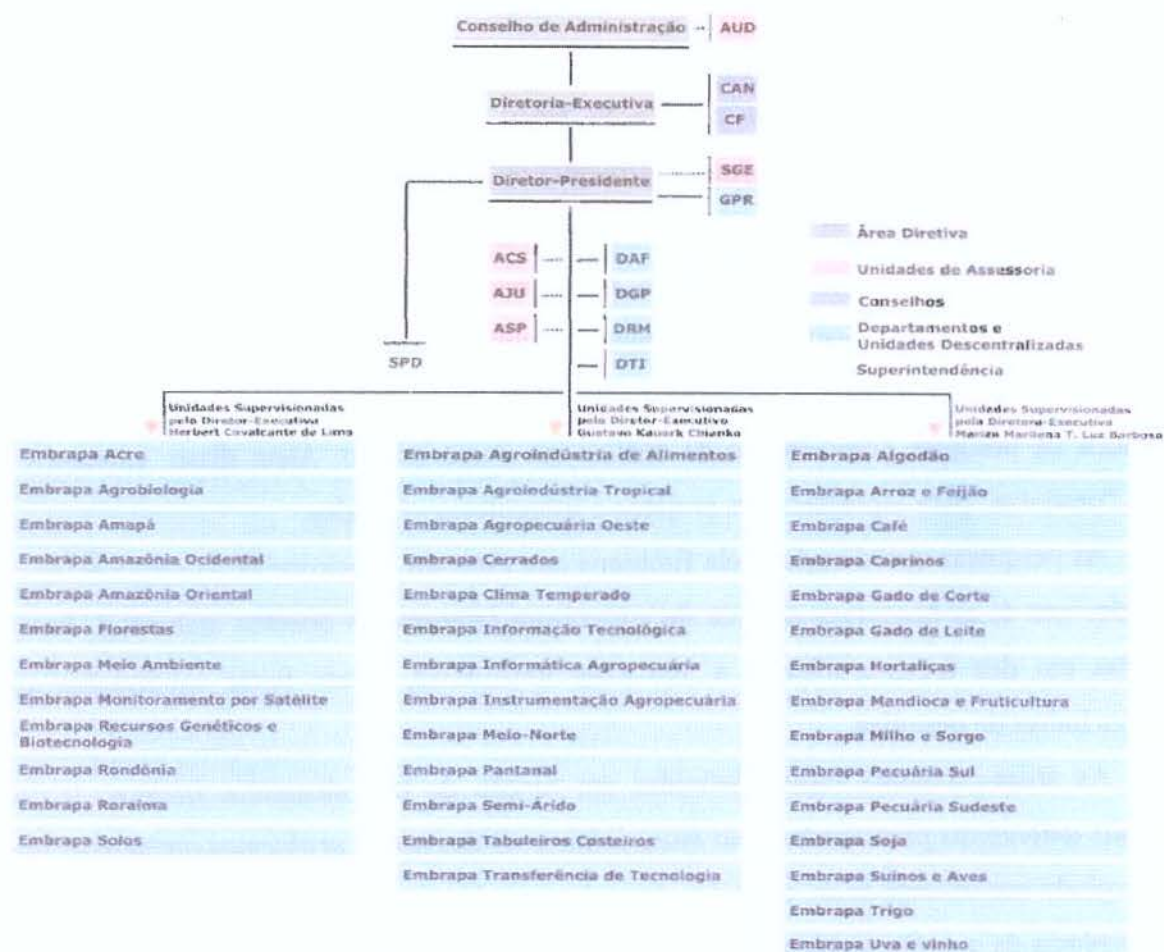 Conselho de Administração
AUD
Diretoria-Executiva
CAN
CF
Diretor-Presidente
SGE
GPR
ACS
DAF
AJU
DGP
ASP
DRM
DTI
SPD
Área Diretiva
Unidades de Assessoria
Conselhos
Departamentos e
Unidades Descentralizadas
Superintendência
Unidades Supervisionadas
pelo Diretor-Executivo
Herbert Cavalcante de Lima
Embrapa Acre
Embrapa Agrobiologia
Embrapa Amapá
Embrapa Amazônia Ocidental
Embrapa Amazônia Oriental
Embrapa Florestas
Embrapa Meio Ambiente
Embrapa Monitoramento por Satélite
Embrapa Recursos Genéticos e
Biotecnologia
Embrapa Rondônia
Embrapa Roraima
Embrapa Solos
Unidades Supervisionadas
pelo Diretor-Executivo
Gustavo Kauark Chianka
Embrapa Agroindústria de Alimentos
Embrapa Agroindústria Tropical
Embrapa Agropecuária Oeste
Embrapa Cerrados
Embrapa Clima Temperado
Embrapa Informação Tecnológica
Embrapa Informática Agropecuária
Embrapa Instrumentação Agropecuária
Embrapa Meio-Norte
Embrapa Pantanal
Embrapa Semi-Árido
Embrapa Tabuleiros Costeiros
Embrapa Transferência de Tecnologia
Unidades Supervisionadas
pela Diretora-Executiva
Mariza Marilena T. Luz Barbosa
Embrapa Algodão
Embrapa Arroz e Feijão
Embrapa Café
Embrapa Caprinos
Embrapa Gado de Corte
Embrapa Gado de Leite
Embrapa Hortaliças
Embrapa Mandioca e Fruticultura
Embrapa Milho e Sorgo
Embrapa Pecuária Sul
Embrapa Pecuária Sudeste
Embrapa Soja
Embrapa Suínos e Aves
Embrapa Trigo
Embrapa Uva e vinho